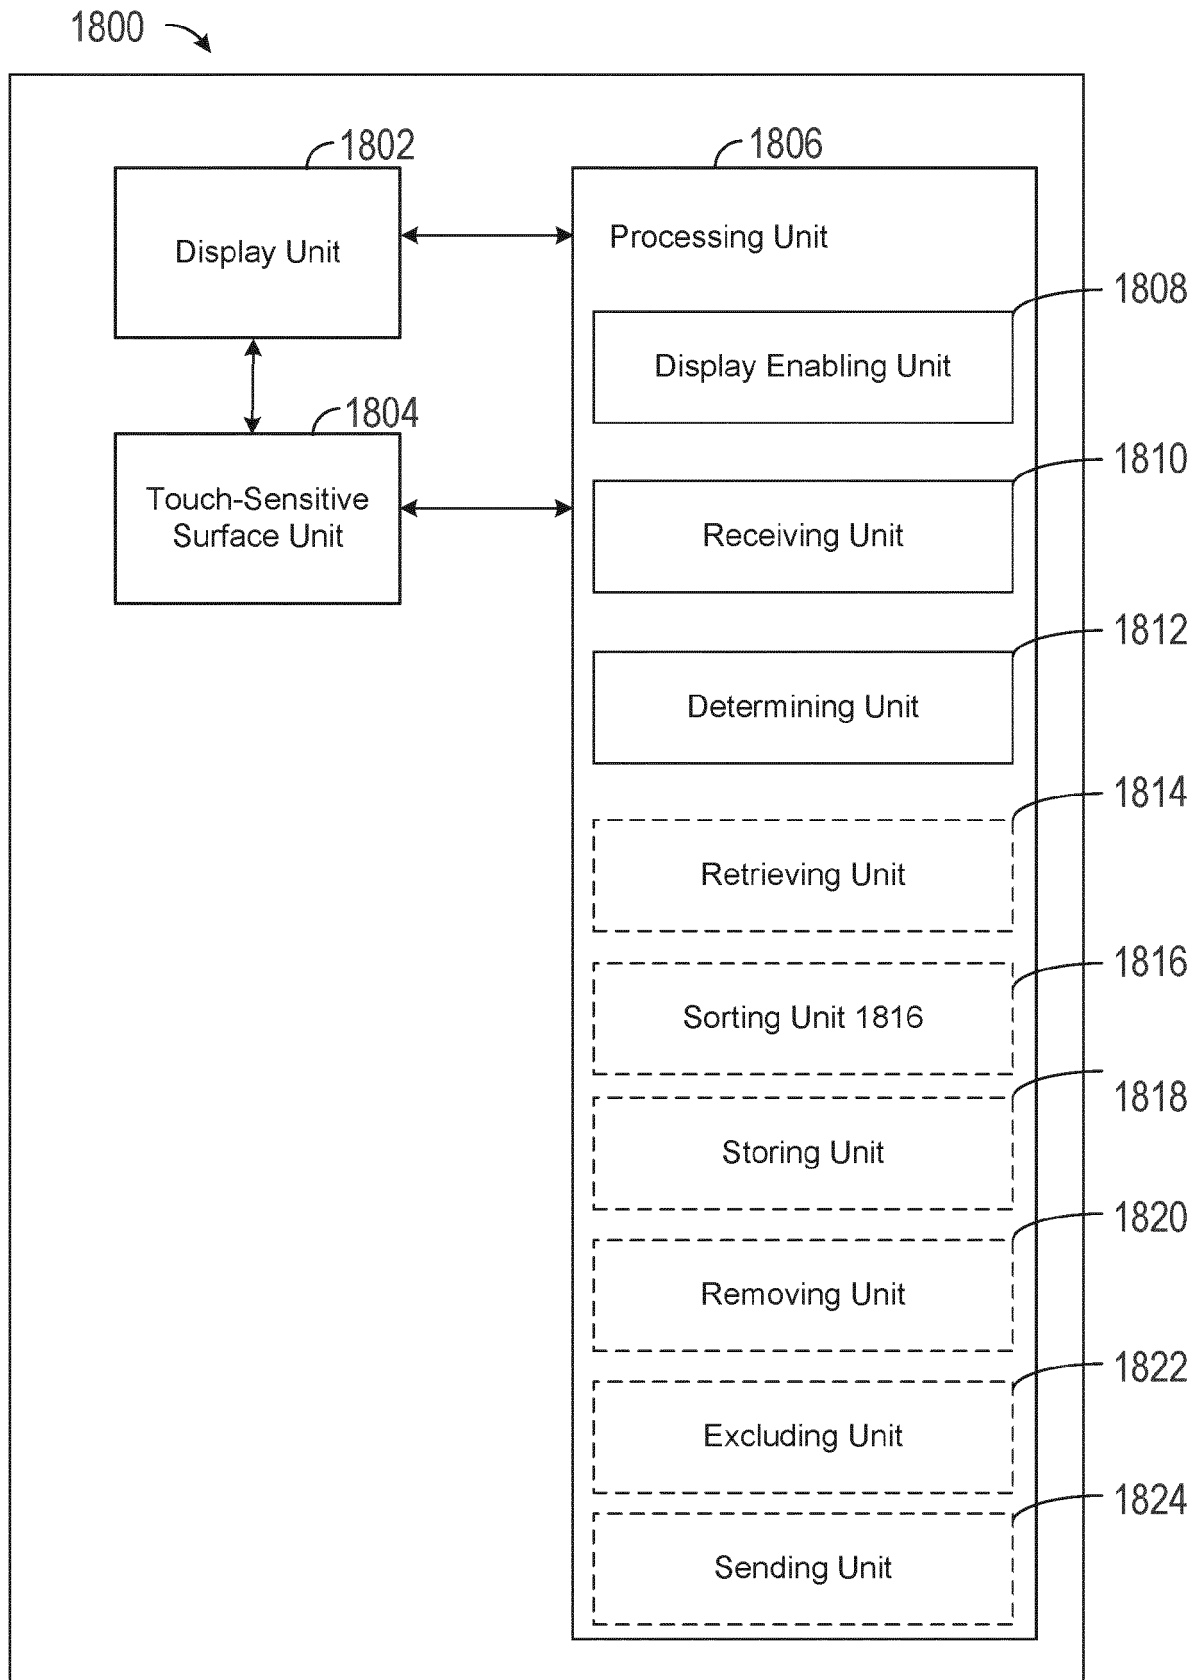 1800
1802
1806
Display Unit
Processing Unit
1808
Display Enabling Unit
1804
Touch-Sensitive
Surface Unit
1810
Receiving Unit
1812
Determining Unit
1814
Retrieving Unit
1816
Sorting Unit 1816
1818
Storing Unit
1820
Removing Unit
1822
Excluding Unit
1824
Sending Unit